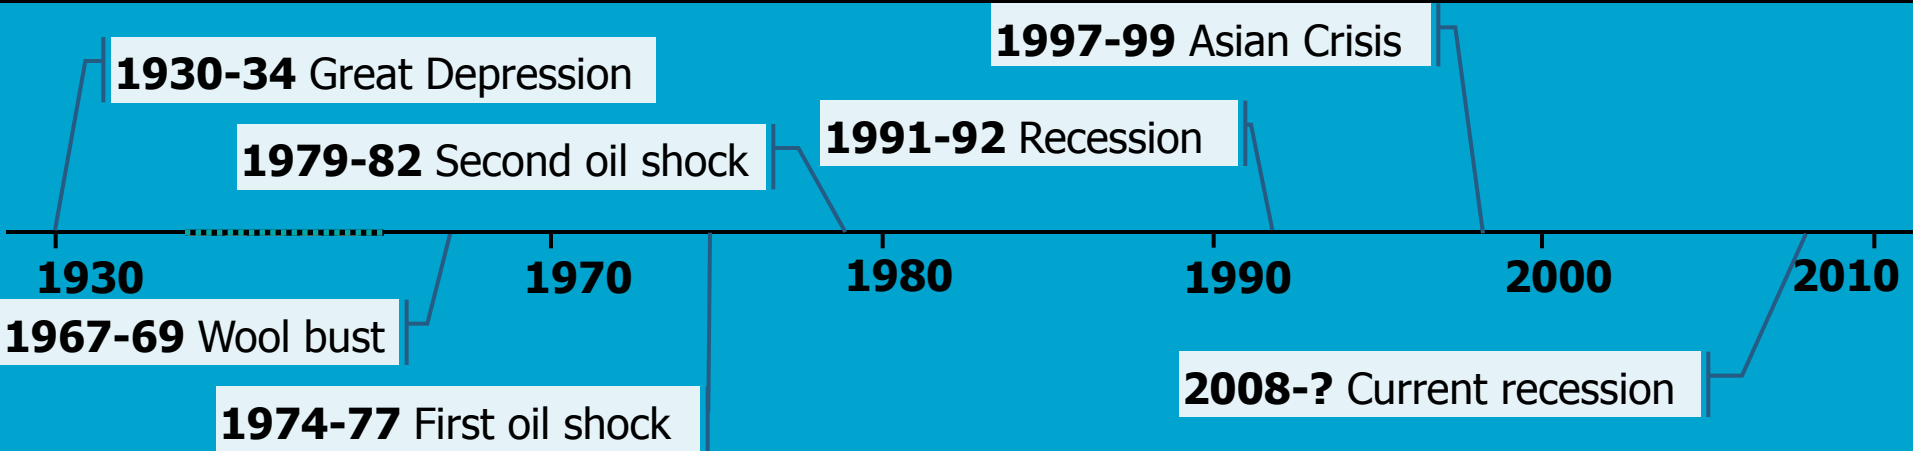 1997-99 Asian Crisis
1930-34 Great Depression
1991-92 Recession
1979-82 Second oil shock
1930 1970 1980 1990 2000 2010
1967-69 Wool bust
2008-? Current recession
1974-77 First oil shock